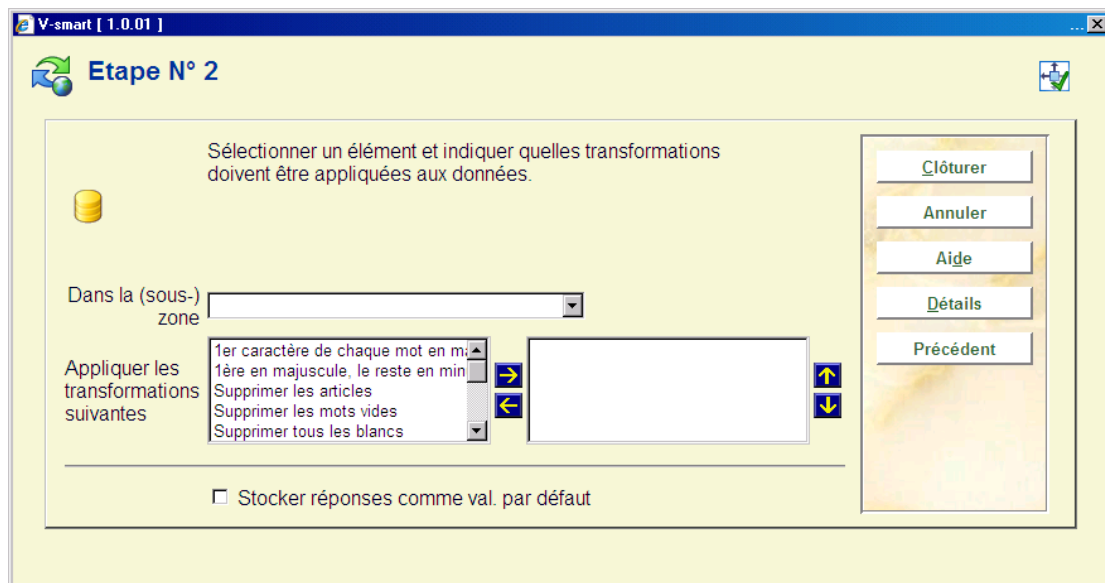 V-smart [ 1.0.01 ]
...
Etape N° 2
Sélectionner un élément et indiquer quelles transformations
doivent être appliquées aux données.
Clôturer
Annuler
Aide
Détails
Précédent
Dans la (sous-)
zone
Appliquer les
transformations
suivantes
1er caractère de chaque mot en ma
1ère en majuscule, le reste en min
Supprimer les articles
Supprimer les mots vides
Supprimer tous les blancs
Stocker réponses comme val. par défaut